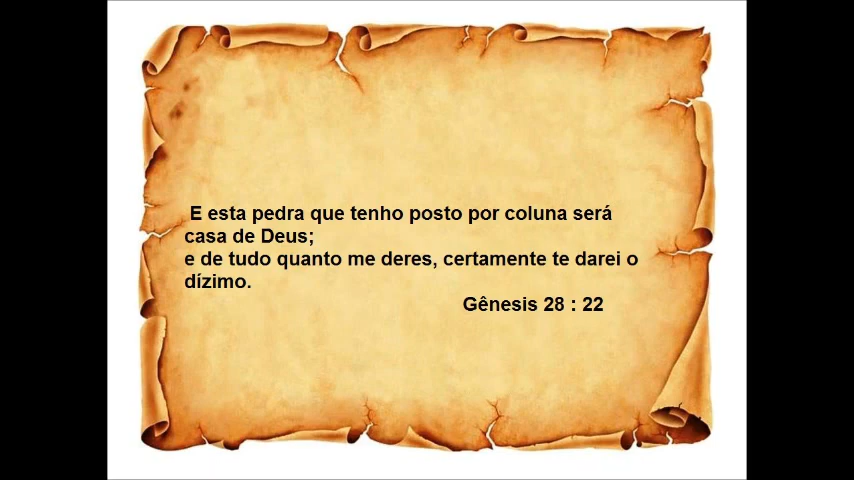 E esta pedra que tenho posto por coluna será
casa de Deus;
e de tudo quanto me deres, certamente te darei o
dízimo.
Gênesis 28 : 22